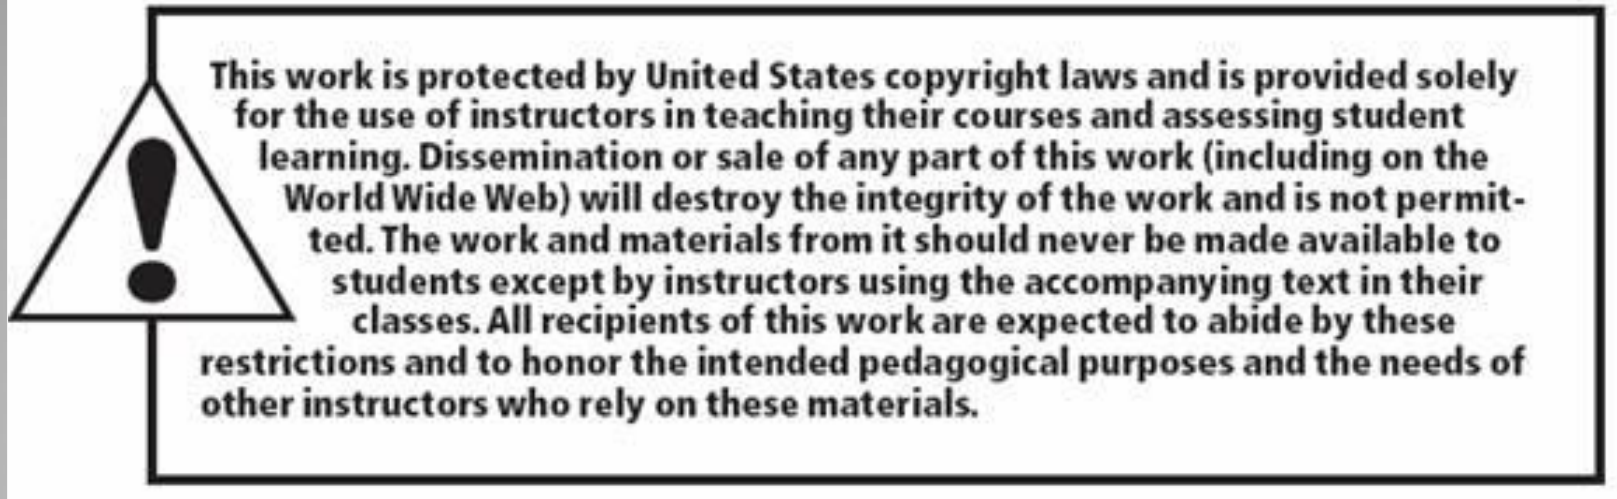 This work is protected by United States copyright laws and is provided solely
for the use of instructors in teaching their courses and assessing student
learning. Dissemination or sale of any part of this work (including on the
World Wide Web) will destroy the integrity of the work and is not permit-
ted. The work and materials from it should never be made available to
students except by instructors using the accompanying text in their
classes. All recipients of this work are expected to abide by these
restrictions and to honor the intended pedagogical purposes and the needs of
other instructors who rely on these materials.